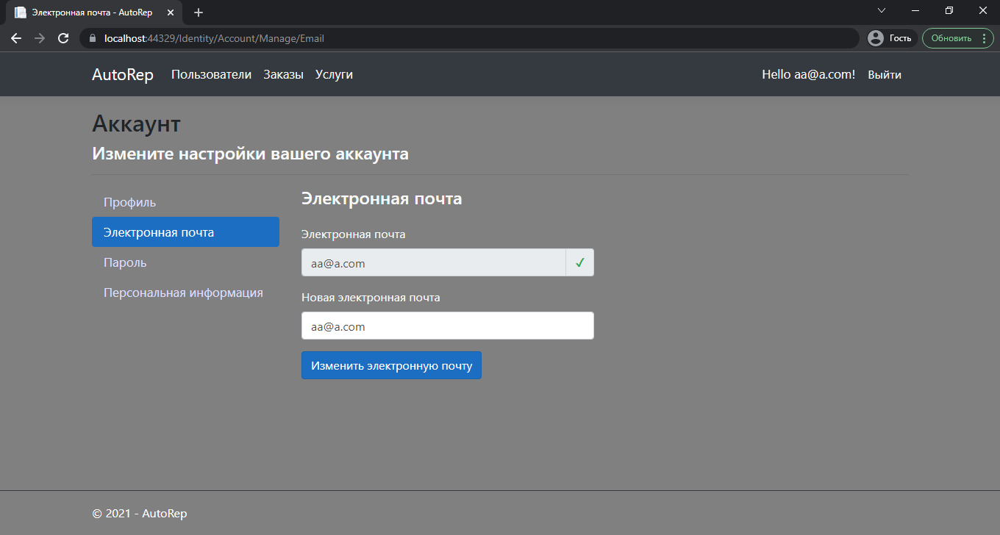 Электронная почта - AutoRep
localhost:44329/Identity/Account/Manage/Email
Гость
Обновить
AutoRep Пользователи Заказы Услуги Hello aa@a.com! Выйти
Аккаунт
Измените настройки вашего аккаунта
Профиль
Электронная почта
Пароль
Персональная информация
Электронная почта
Электронная почта
aa@a.com
Новая электронная почта
aa@a.com
Изменить электронную почту
© 2021 - AutoRep